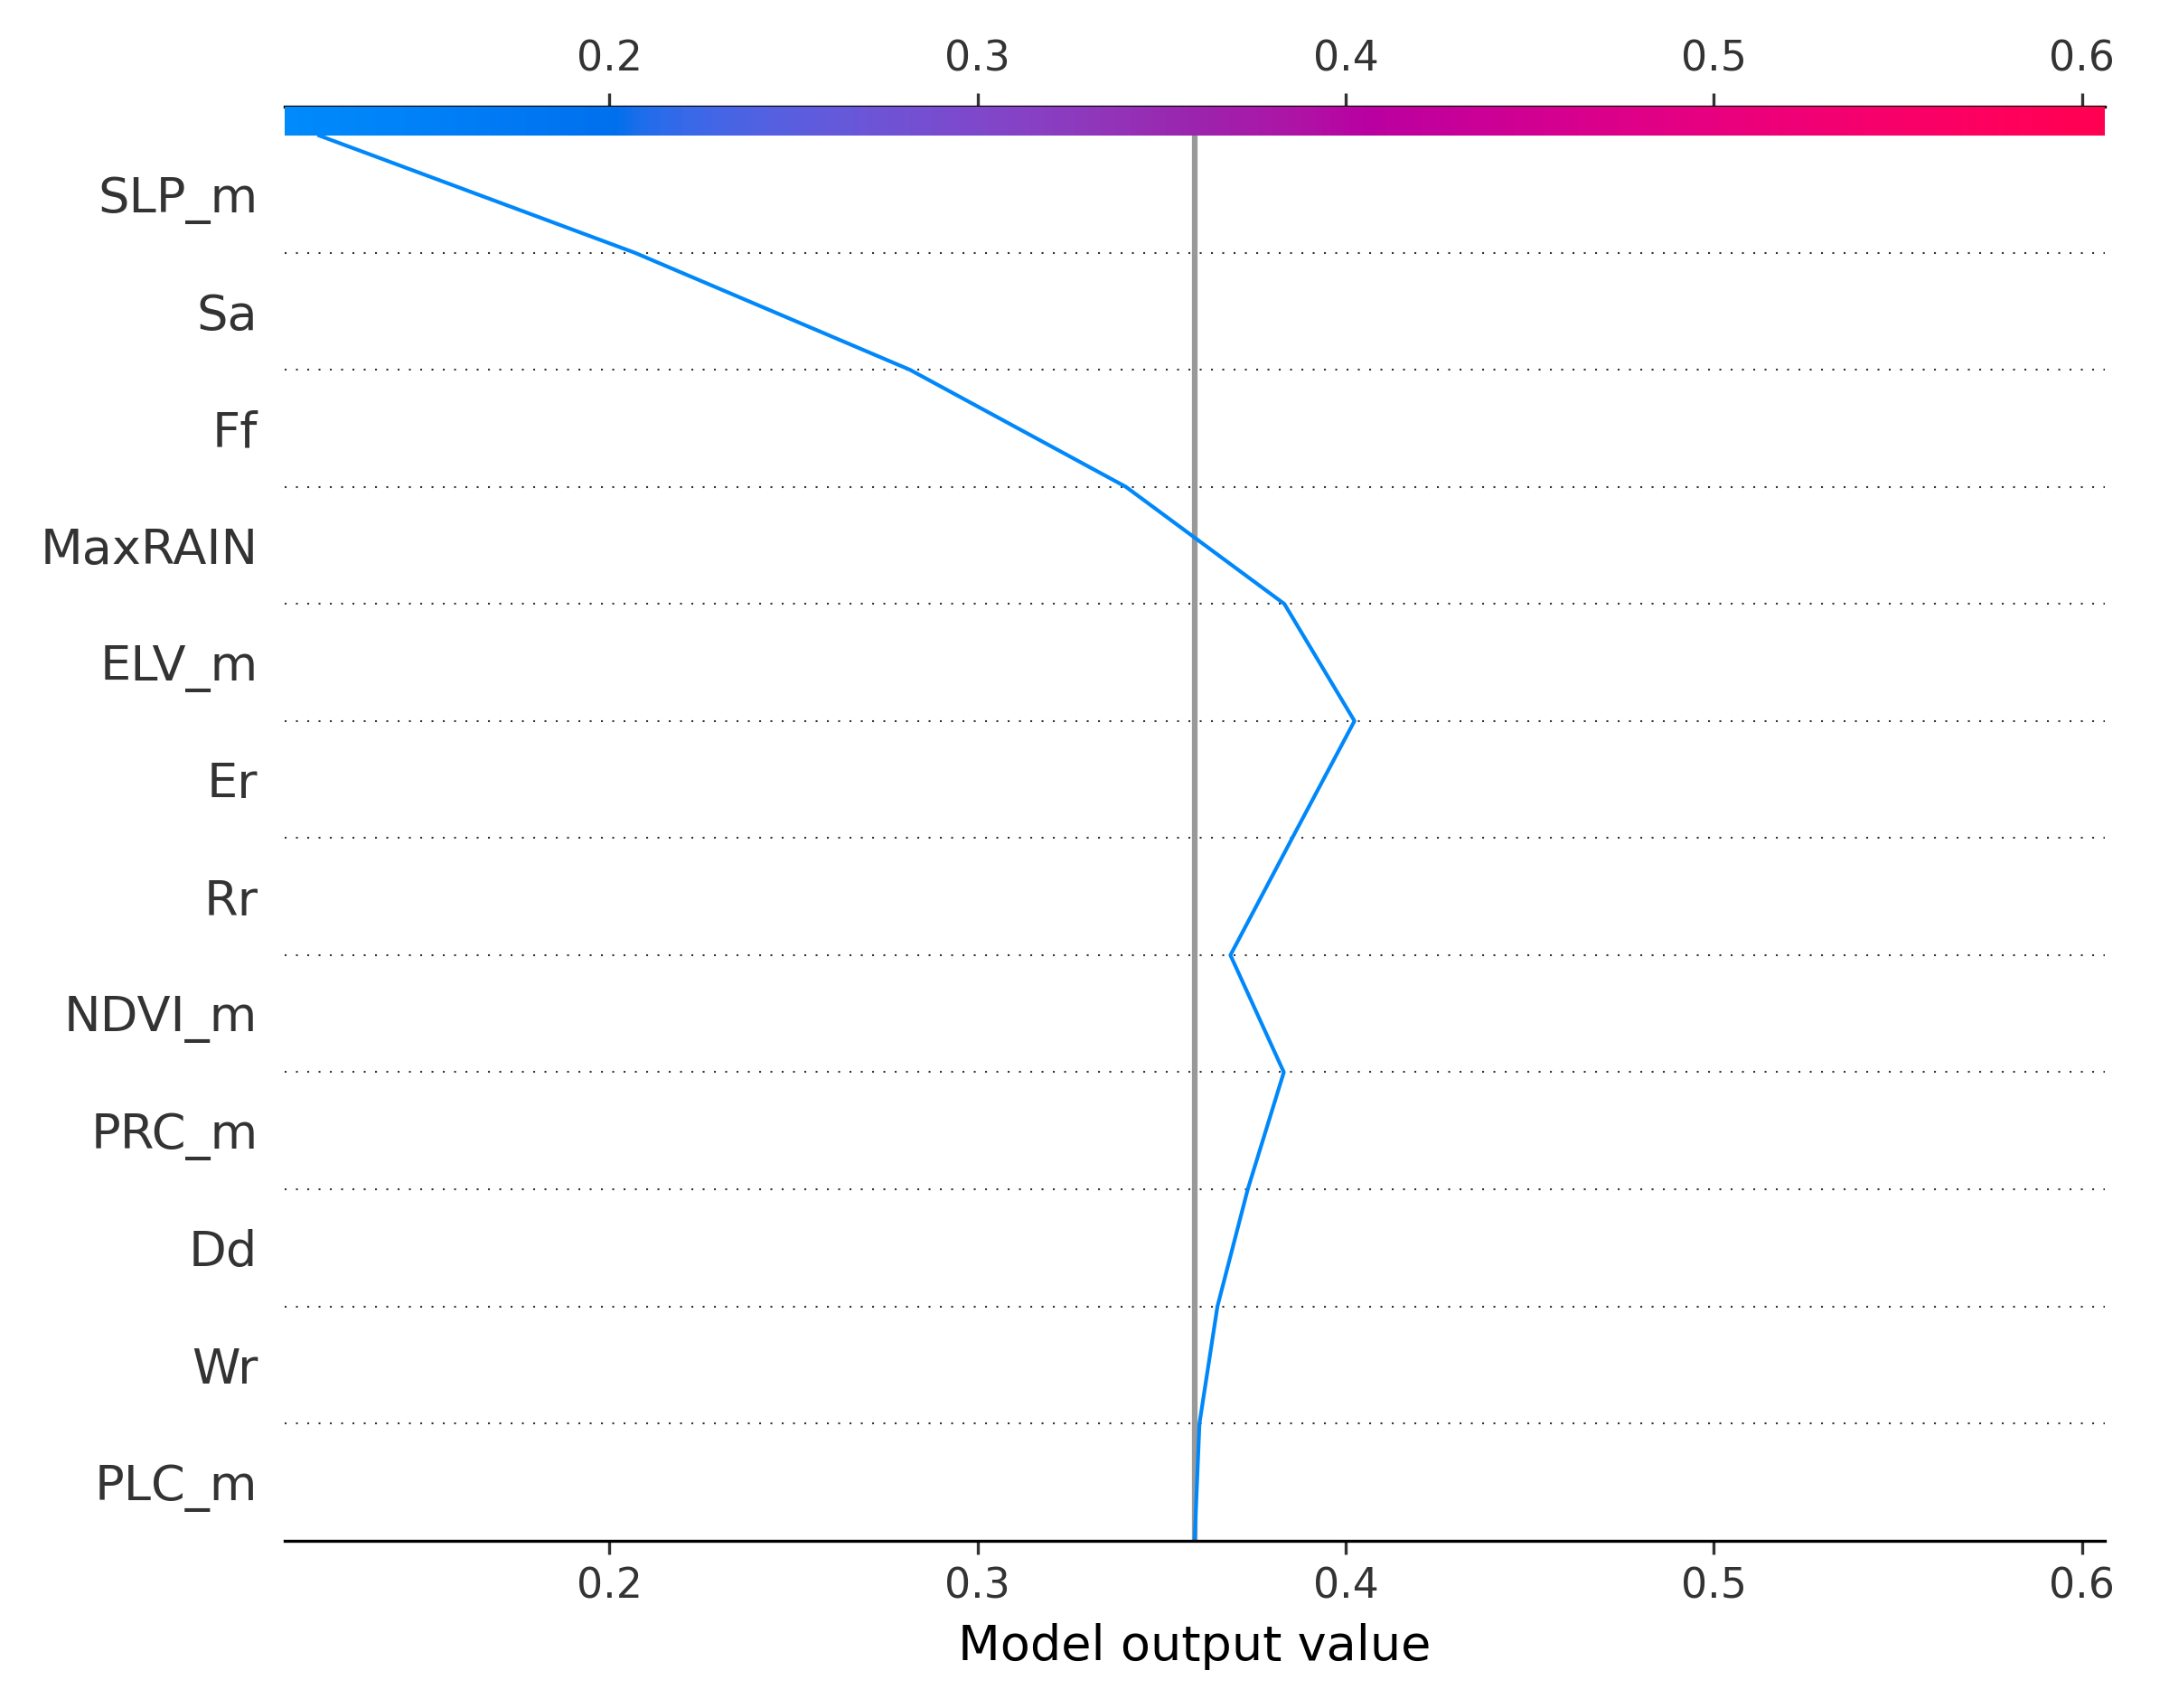 0.2 0.3 0.4 0.5 0.6
SLP_m
Sa
Ff
MaxRAIN
ELV_m
Er
Rr
NDVI_m
PRC_m
Dd
Wr
PLC_m
0.2 0.3 0.4 0.5 0.6
Model output value